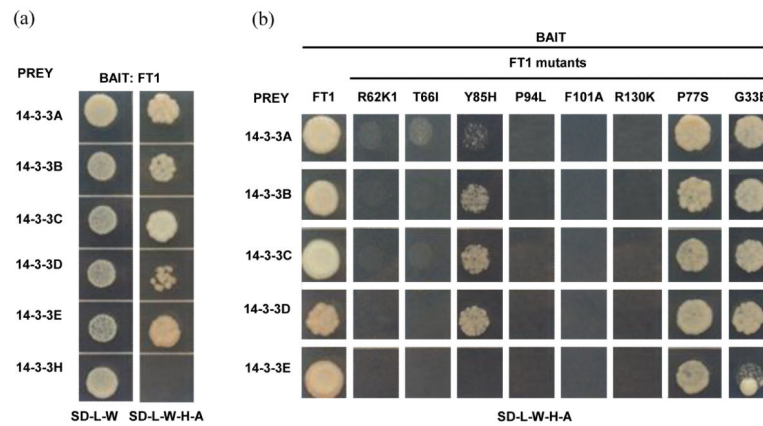 (a)
PREY
BAIT: FT1
14-3-3A
14-3-3B
14-3-3C
14-3-3D
14-3-3E
14-3-3H
SD-L-W SD-L-W-H-A
(b)
BAIT
FT1 mutants
PREY FT1 R62K1 T66I Y85H P94L F101A R130K P77S G33E
14-3-3A
14-3-3B
14-3-3C
14-3-3D
14-3-3E
SD-L-W-H-A